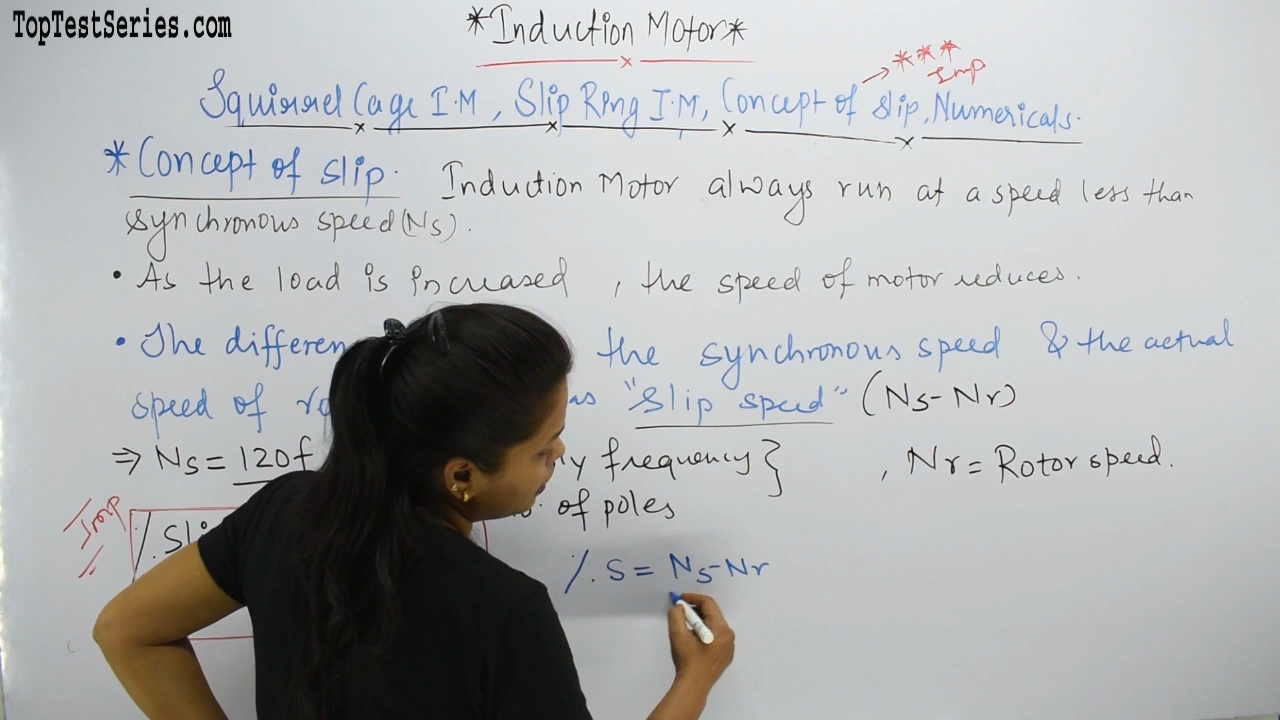 TopTestSeries.com
*Induction Motor*
Squirrel Cage I.M, Slip Ring I.M, Concept of slip, Numericals.
*** Imp
*Concept of slip. Induction Motor always run at a speed less than
synchronous speed(Ns).
• As the load is increased, the speed of motor reduces.
• The differen the synchronous speed & the actual
speed of "Slip speed" (Ns-Nr)
⇒ Ns=120f y frequency} , Nr=Rotor speed.
of poles
Imp
%Sli
%S= Ns-Nr